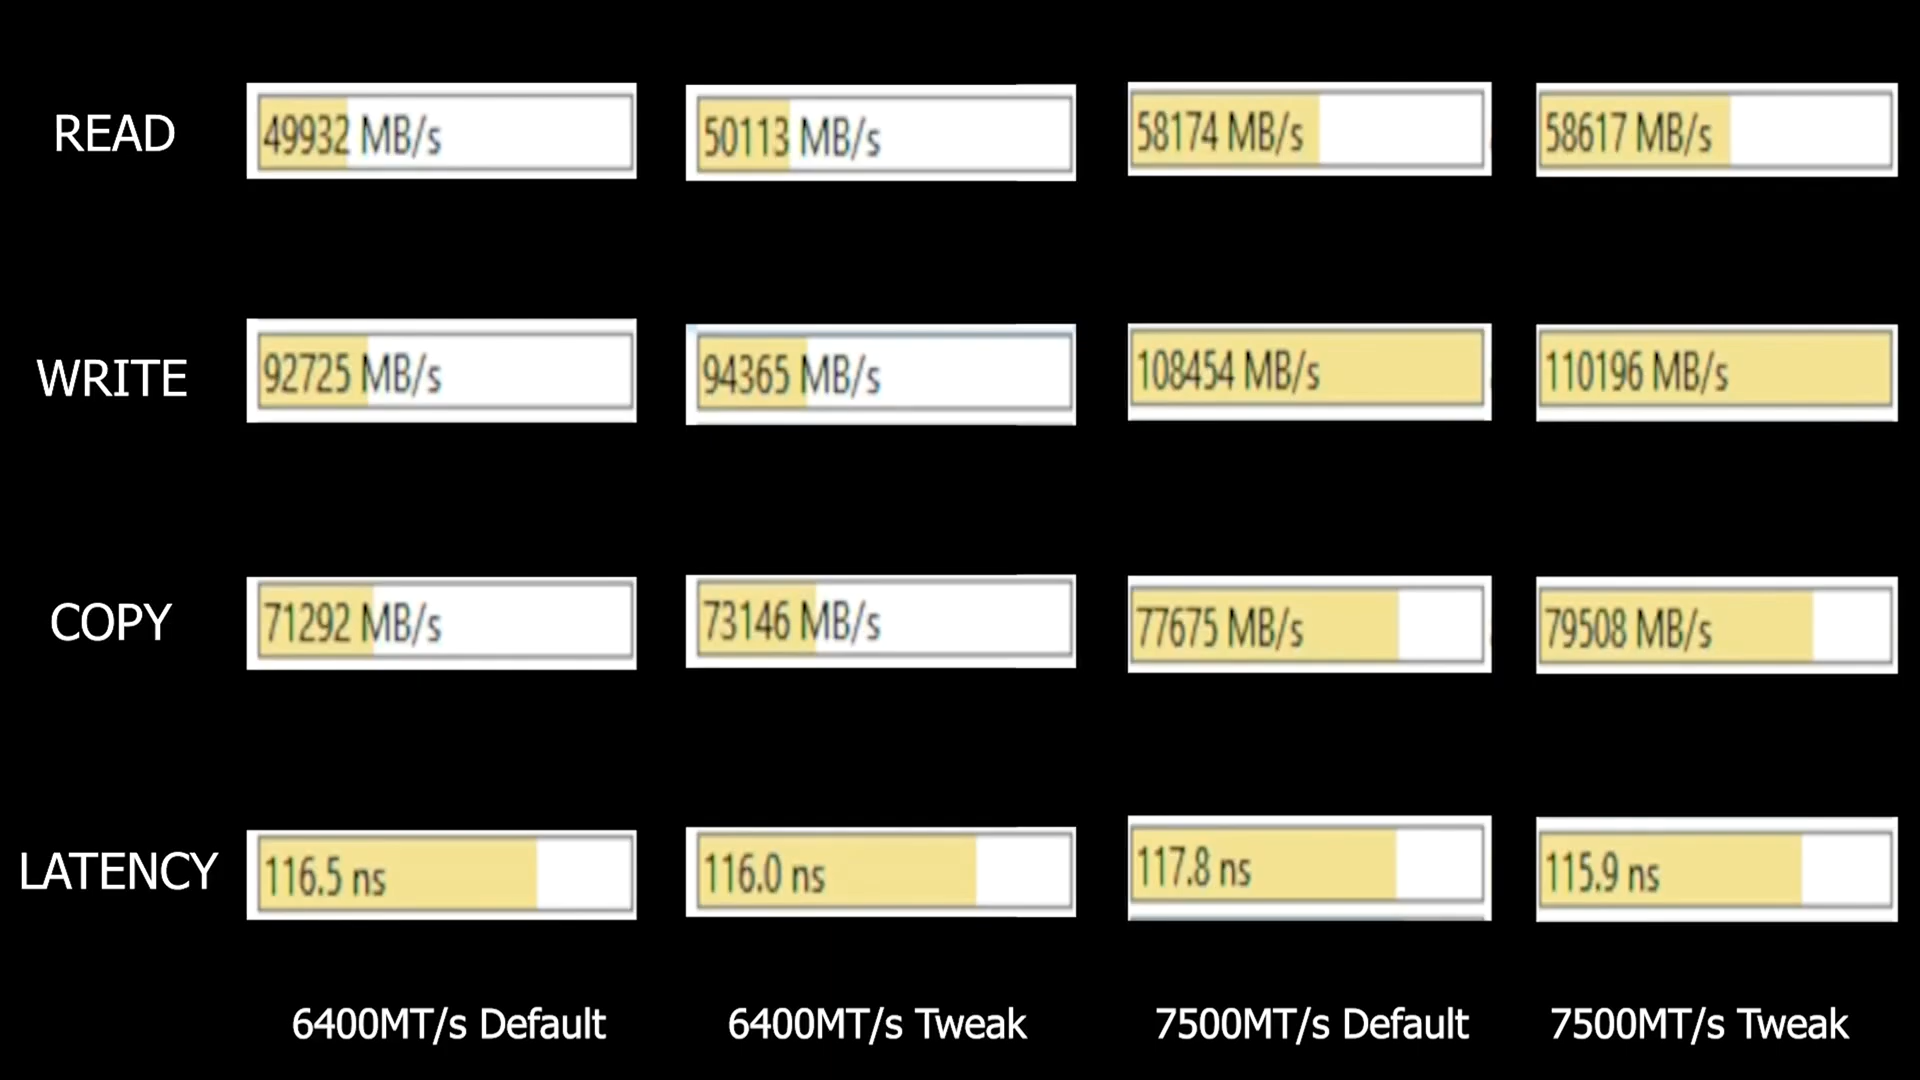 READ 49932 MB/s 50113 MB/s 58174 MB/s 58617 MB/s
WRITE 92725 MB/s 94365 MB/s 108454 MB/s 110196 MB/s
COPY 71292 MB/s 73146 MB/s 77675 MB/s 79508 MB/s
LATENCY 116.5 ns 116.0 ns 117.8 ns 115.9 ns
6400MT/s Default 6400MT/s Tweak 7500MT/s Default 7500MT/s Tweak